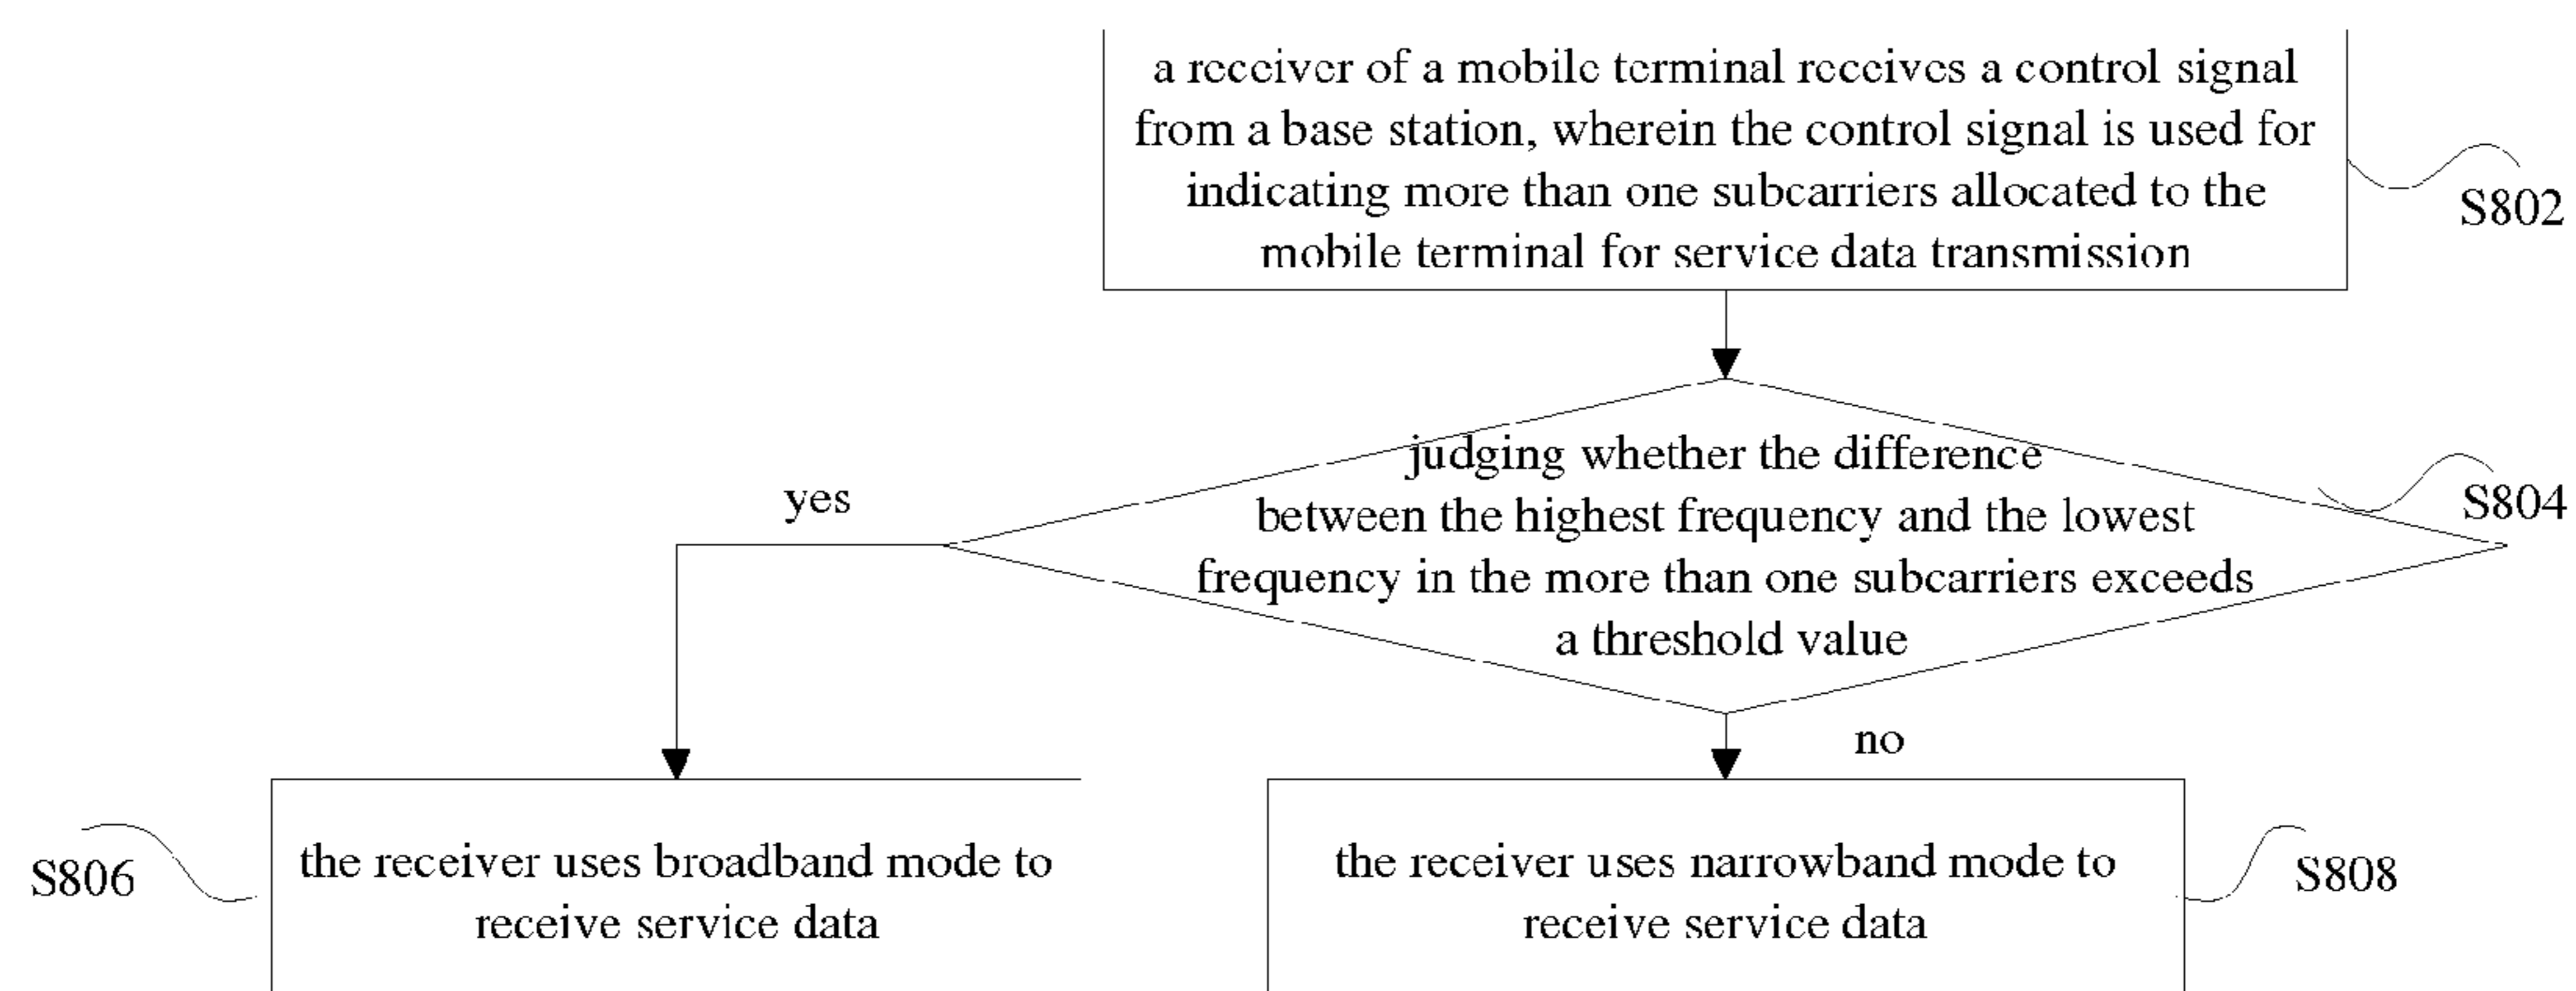 a receiver of a mobile terminal receives a control signal
from a base station, wherein the control signal is used for
indicating more than one subcarriers allocated to the
mobile terminal for service data transmission
S802
judging whether the difference
between the highest frequency and the lowest
frequency in the more than one subcarriers exceeds
a threshold value
S804
yes
no
the receiver uses broadband mode to
receive service data
S806
the receiver uses narrowband mode to
receive service data
S808